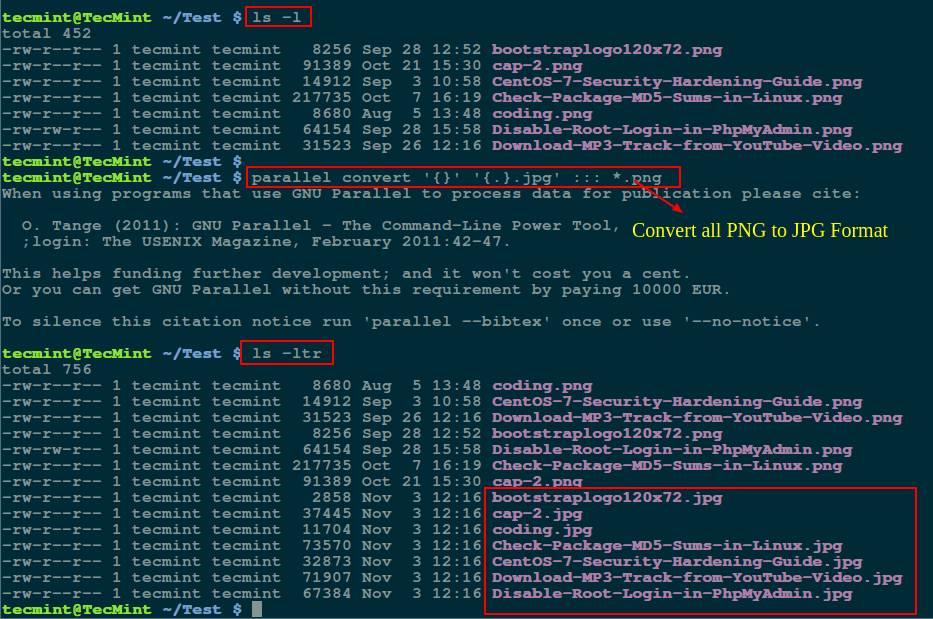 tecmint@TecMint ~/Test $ ls -l
total 452
-rw-r--r-- 1 tecmint tecmint   8256 Sep 28 12:52 bootstraplogo120x72.png
-rw-r--r-- 1 tecmint tecmint  91389 Oct 21 15:30 cap-2.png
-rw-r--r-- 1 tecmint tecmint  14912 Sep  3 10:58 CentOS-7-Security-Hardening-Guide.png
-rw-r--r-- 1 tecmint tecmint 217735 Oct  7 16:19 Check-Package-MD5-Sums-in-Linux.png
-rw-r--r-- 1 tecmint tecmint   8680 Aug  5 13:48 coding.png
-rw-rw-r-- 1 tecmint tecmint  64154 Sep 28 15:58 Disable-Root-Login-in-PhpMyAdmin.png
-rw-r--r-- 1 tecmint tecmint  31523 Sep 26 12:16 Download-MP3-Track-from-YouTube-Video.png
tecmint@TecMint ~/Test $
tecmint@TecMint ~/Test $ parallel convert '{}' '{.}.jpg' ::: *.png
When using programs that use GNU Parallel to process data for publication please cite:
O. Tange (2011): GNU Parallel - The Command-Line Power Tool,
;login: The USENIX Magazine, February 2011:42-47.
Convert all PNG to JPG Format
This helps funding further development; and it won't cost you a cent.
Or you can get GNU Parallel without this requirement by paying 10000 EUR.
To silence this citation notice run 'parallel --bibtex' once or use '--no-notice'.
tecmint@TecMint ~/Test $ ls -ltr
total 756
-rw-r--r-- 1 tecmint tecmint   8680 Aug  5 13:48 coding.png
-rw-r--r-- 1 tecmint tecmint  14912 Sep  3 10:58 CentOS-7-Security-Hardening-Guide.png
-rw-r--r-- 1 tecmint tecmint  31523 Sep 26 12:16 Download-MP3-Track-from-YouTube-Video.png
-rw-r--r-- 1 tecmint tecmint   8256 Sep 28 12:52 bootstraplogo120x72.png
-rw-rw-r-- 1 tecmint tecmint  64154 Sep 28 15:58 Disable-Root-Login-in-PhpMyAdmin.png
-rw-r--r-- 1 tecmint tecmint 217735 Oct  7 16:19 Check-Package-MD5-Sums-in-Linux.png
-rw-r--r-- 1 tecmint tecmint  91389 Oct 21 15:30 cap-2.png
-rw-r--r-- 1 tecmint tecmint   2858 Nov  3 12:16 bootstraplogo120x72.jpg
-rw-r--r-- 1 tecmint tecmint  37445 Nov  3 12:16 cap-2.jpg
-rw-r--r-- 1 tecmint tecmint  11704 Nov  3 12:16 coding.jpg
-rw-r--r-- 1 tecmint tecmint  73570 Nov  3 12:16 Check-Package-MD5-Sums-in-Linux.jpg
-rw-r--r-- 1 tecmint tecmint  32873 Nov  3 12:16 CentOS-7-Security-Hardening-Guide.jpg
-rw-r--r-- 1 tecmint tecmint  71907 Nov  3 12:16 Download-MP3-Track-from-YouTube-Video.jpg
-rw-r--r-- 1 tecmint tecmint  67384 Nov  3 12:16 Disable-Root-Login-in-PhpMyAdmin.jpg
tecmint@TecMint ~/Test $